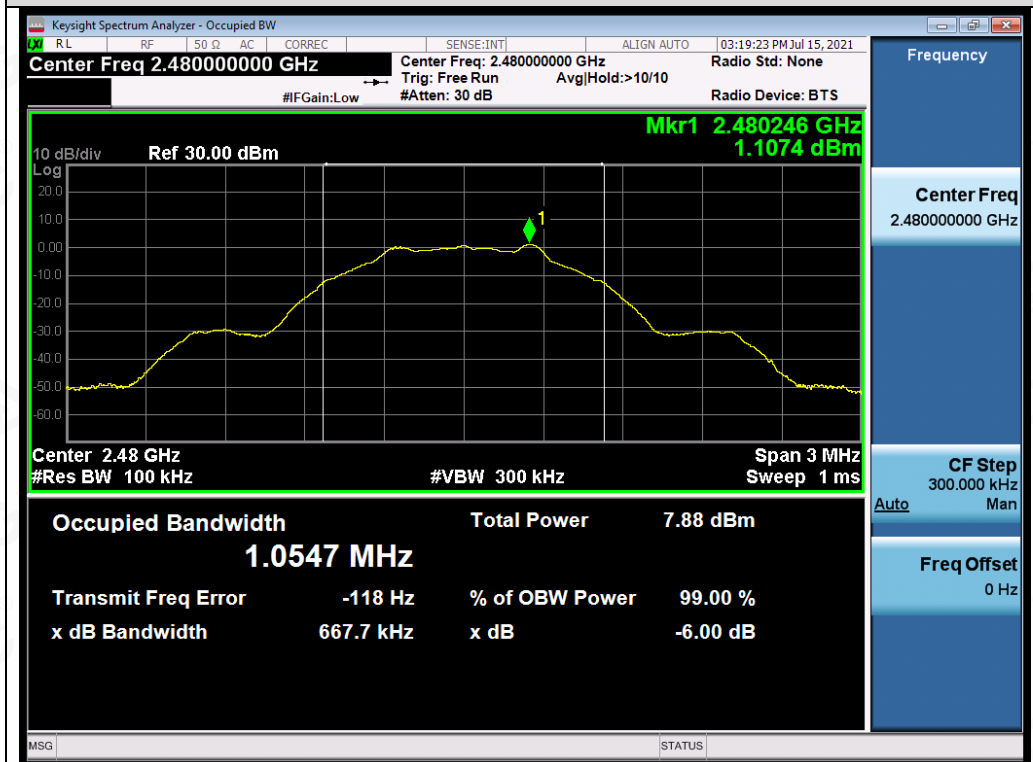 Keysight Spectrum Analyzer - Occupied BW
LXI RL RF 50 Ω AC CORREC SENSE:INT ALIGN AUTO 03:19:23 PM Jul 15, 2021
Center Freq 2.480000000 GHz
Center Freq: 2.480000000 GHz Radio Std: None
Trig: Free Run Avg|Hold:>10/10
#IFGain:Low #Atten: 30 dB Radio Device: BTS
Mkr1 2.480246 GHz
1.1074 dBm
10 dB/div Ref 30.00 dBm
Log
20.0
10.0
0.00
-10.0
-20.0
-30.0
-40.0
-50.0
-60.0
1
Center 2.48 GHz Span 3 MHz
#Res BW 100 kHz #VBW 300 kHz Sweep 1 ms
Occupied Bandwidth Total Power 7.88 dBm
1.0547 MHz
Transmit Freq Error -118 Hz % of OBW Power 99.00 %
x dB Bandwidth 667.7 kHz x dB -6.00 dB
MSG STATUS
Frequency
Center Freq
2.480000000 GHz
CF Step
300.000 kHz
Auto Man
Freq Offset
0 Hz